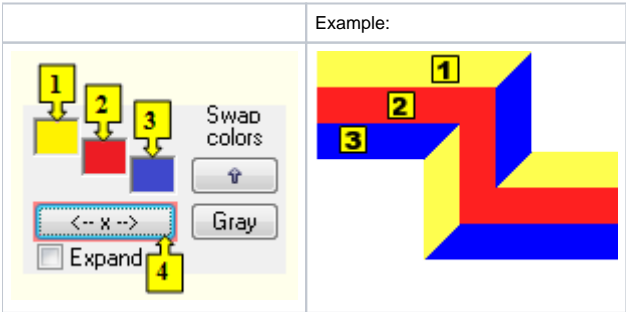 Example:
1
2
3
Swap
colors
<-- x -->
Gray
Expand
4
1
2
3